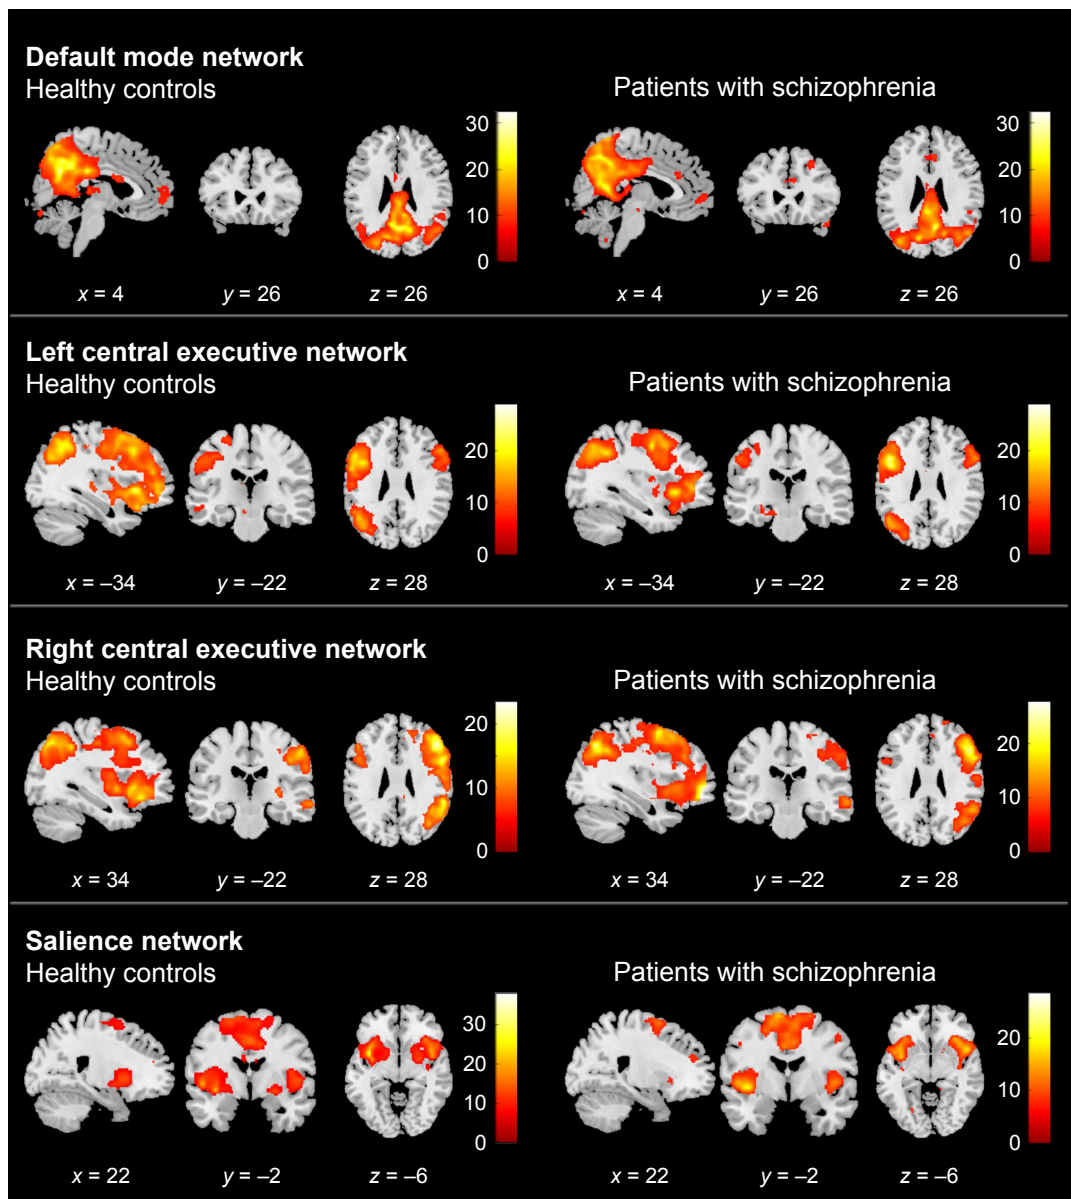 Default mode network
Healthy controls
Patients with schizophrenia
30
20
10
0
30
20
10
0
x = 4
y = 26
z = 26
x = 4
y = 26
z = 26
Left central executive network
Healthy controls
Patients with schizophrenia
20
10
0
20
10
0
x = –34
y = –22
z = 28
x = –34
y = –22
z = 28
Right central executive network
Healthy controls
Patients with schizophrenia
20
10
0
20
10
0
x = 34
y = –22
z = 28
x = 34
y = –22
z = 28
Salience network
Healthy controls
Patients with schizophrenia
30
20
10
0
20
10
0
x = 22
y = –2
z = –6
x = 22
y = –2
z = –6